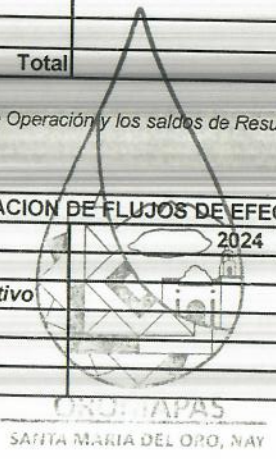 Total
Operación y los saldos de Resu
ACION DE FLUJOS DE EFEC
2024
tivo
SANTA MARIA DEL ORO, NAY